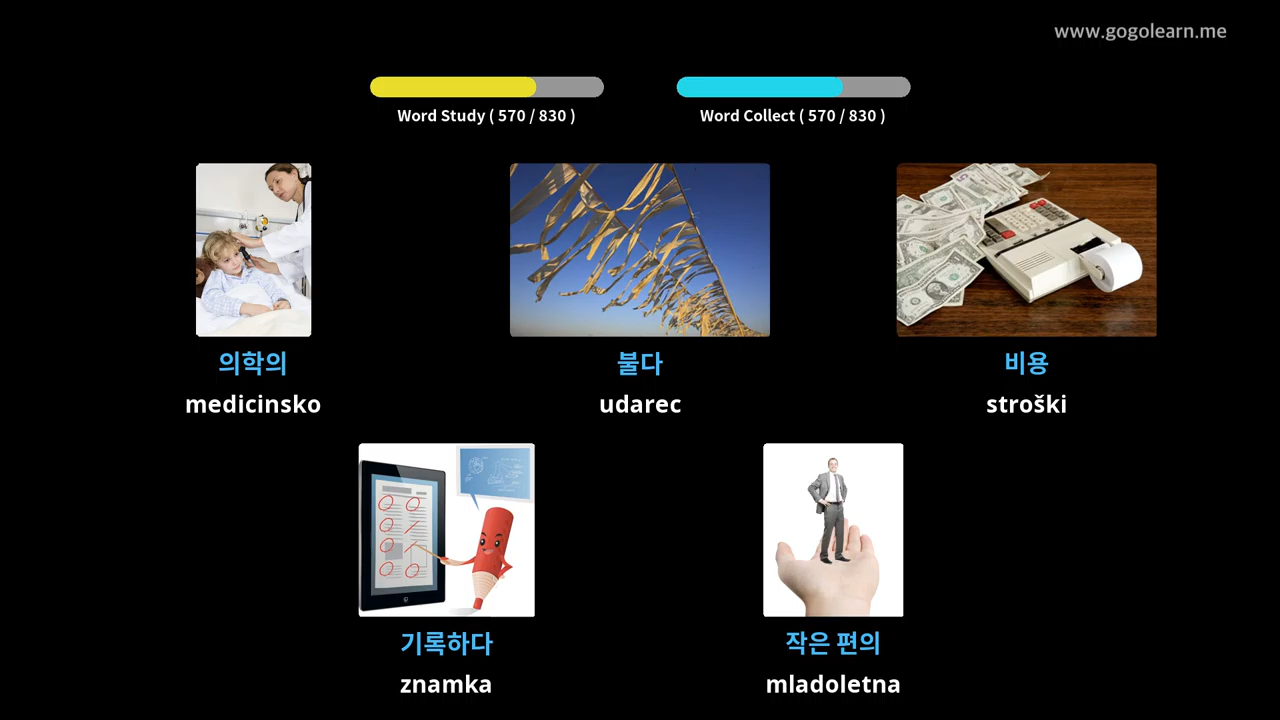 www.gogolearn.me
Word Study ( 570 / 830 )
Word Collect ( 570 / 830 )
의학의
medicinsko
불다
udarec
비용
stroški
기록하다
znamka
작은 편의
mladoletna